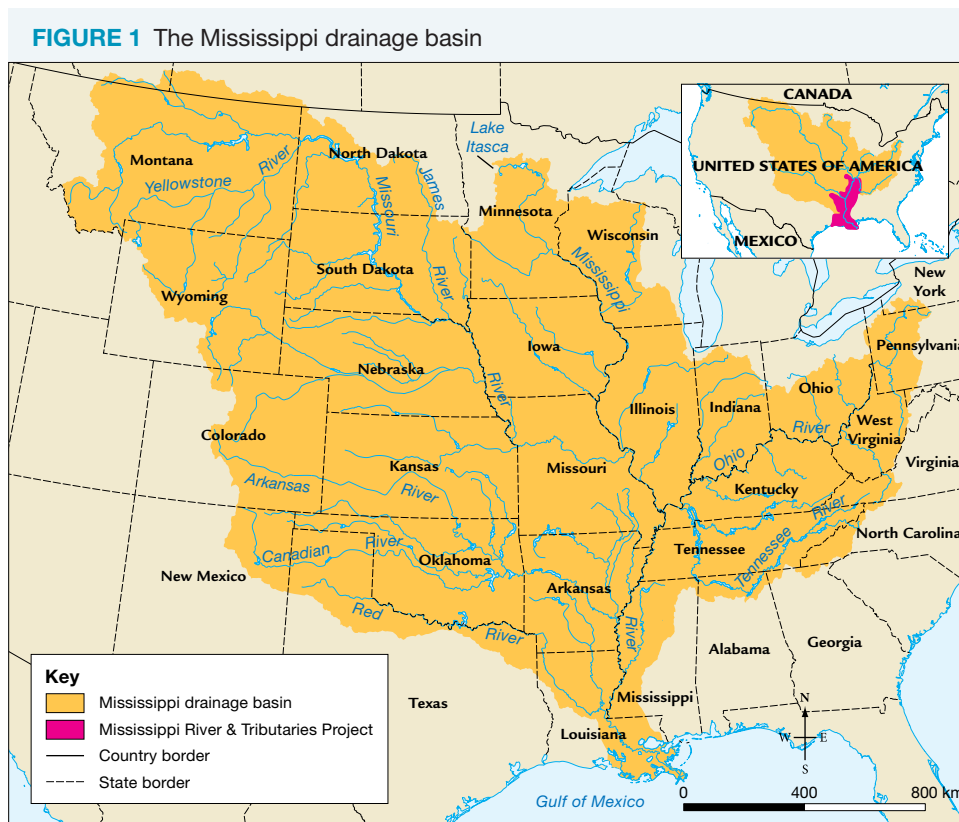 FIGURE 1 The Mississippi drainage basin
CANADA
UNITED STATES OF AMERICA
MEXICO
Lake
Itasca
Montana
North Dakota
Yellowstone
River
Missouri
James
River
Minnesota
Wisconsin
Mississippi
River
New
York
South Dakota
Wyoming
Iowa
Pennsylvania
Nebraska
River
Ohio
Illinois
Indiana
River
Ohio
West
Virginia
Colorado
Virginia
Kansas
Missouri
Kentucky
Arkansas
River
River
Tennessee
Tennessee
North Carolina
Canadian
River
Oklahoma
New Mexico
Arkansas
Red
River
Alabama
Georgia
Mississippi
Texas
Louisiana
Gulf of Mexico
Key
Mississippi drainage basin
Mississippi River & Tributaries Project
Country border
State border
N
W
E
S
0
400
800 km